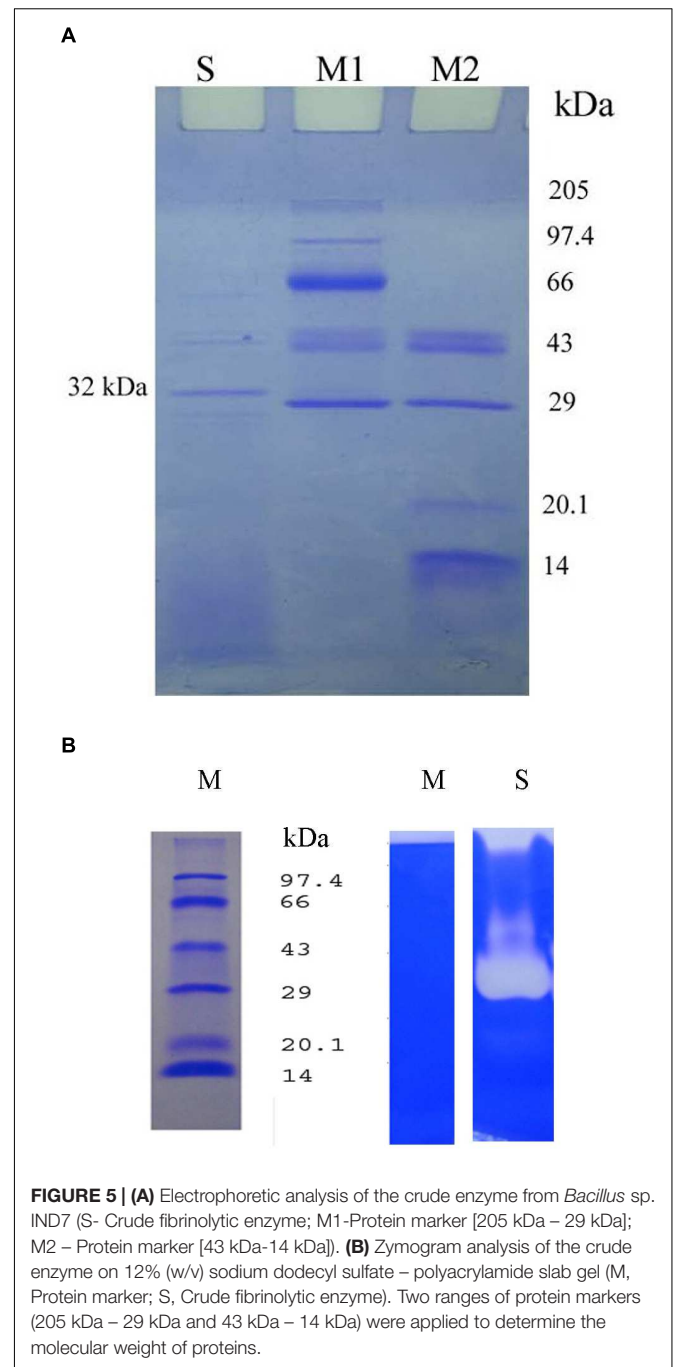 A
S M1 M2
kDa
205
97.4
66
43
32 kDa
29
20.1
14
B
M M S
kDa
97.4
66
43
29
20.1
14
FIGURE 5 | (A) Electrophoretic analysis of the crude enzyme from Bacillus sp.
IND7 (S- Crude fibrinolytic enzyme; M1-Protein marker [205 kDa – 29 kDa];
M2 – Protein marker [43 kDa-14 kDa]). (B) Zymogram analysis of the crude
enzyme on 12% (w/v) sodium dodecyl sulfate – polyacrylamide slab gel (M,
Protein marker; S, Crude fibrinolytic enzyme). Two ranges of protein markers
(205 kDa – 29 kDa and 43 kDa – 14 kDa) were applied to determine the
molecular weight of proteins.